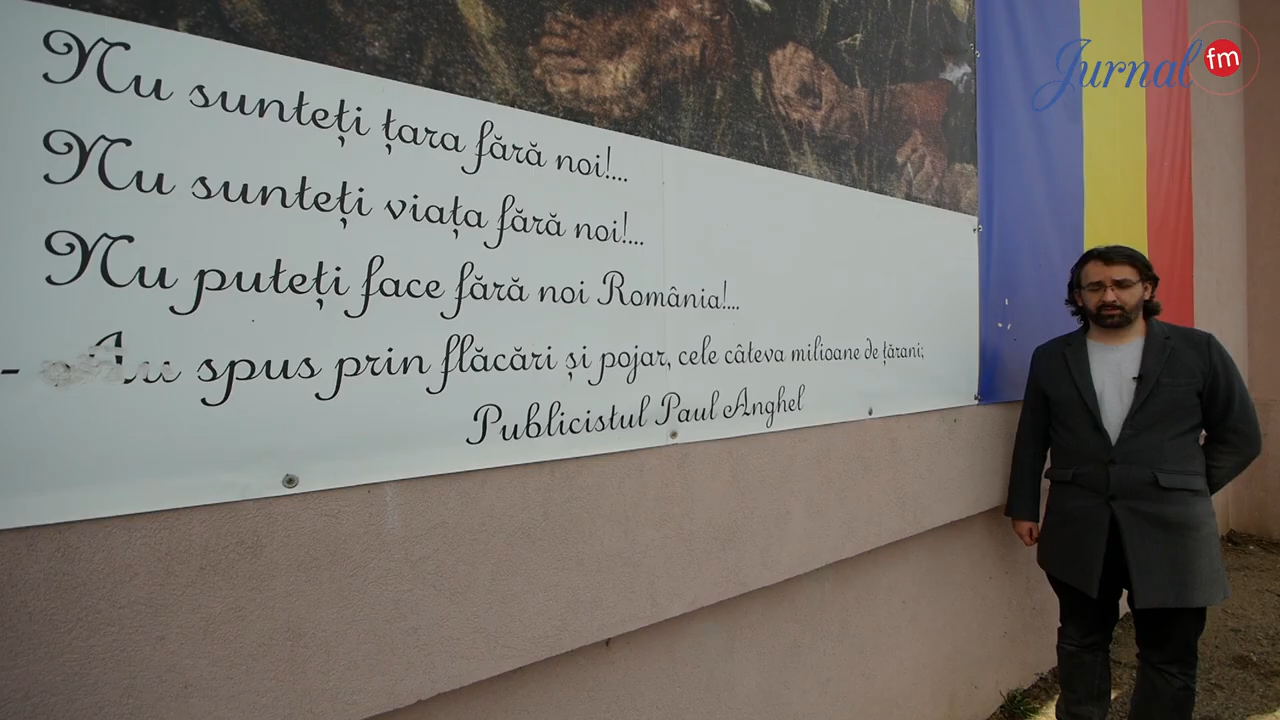 Nu sunteți țara fără noi!...
Nu sunteți viața fără noi!...
Nu puteți face fără noi România!...
- Au spus prin flăcări și pojar, cele câteva milioane de țărani;
Publicistul Paul Anghel
Jurnal fm